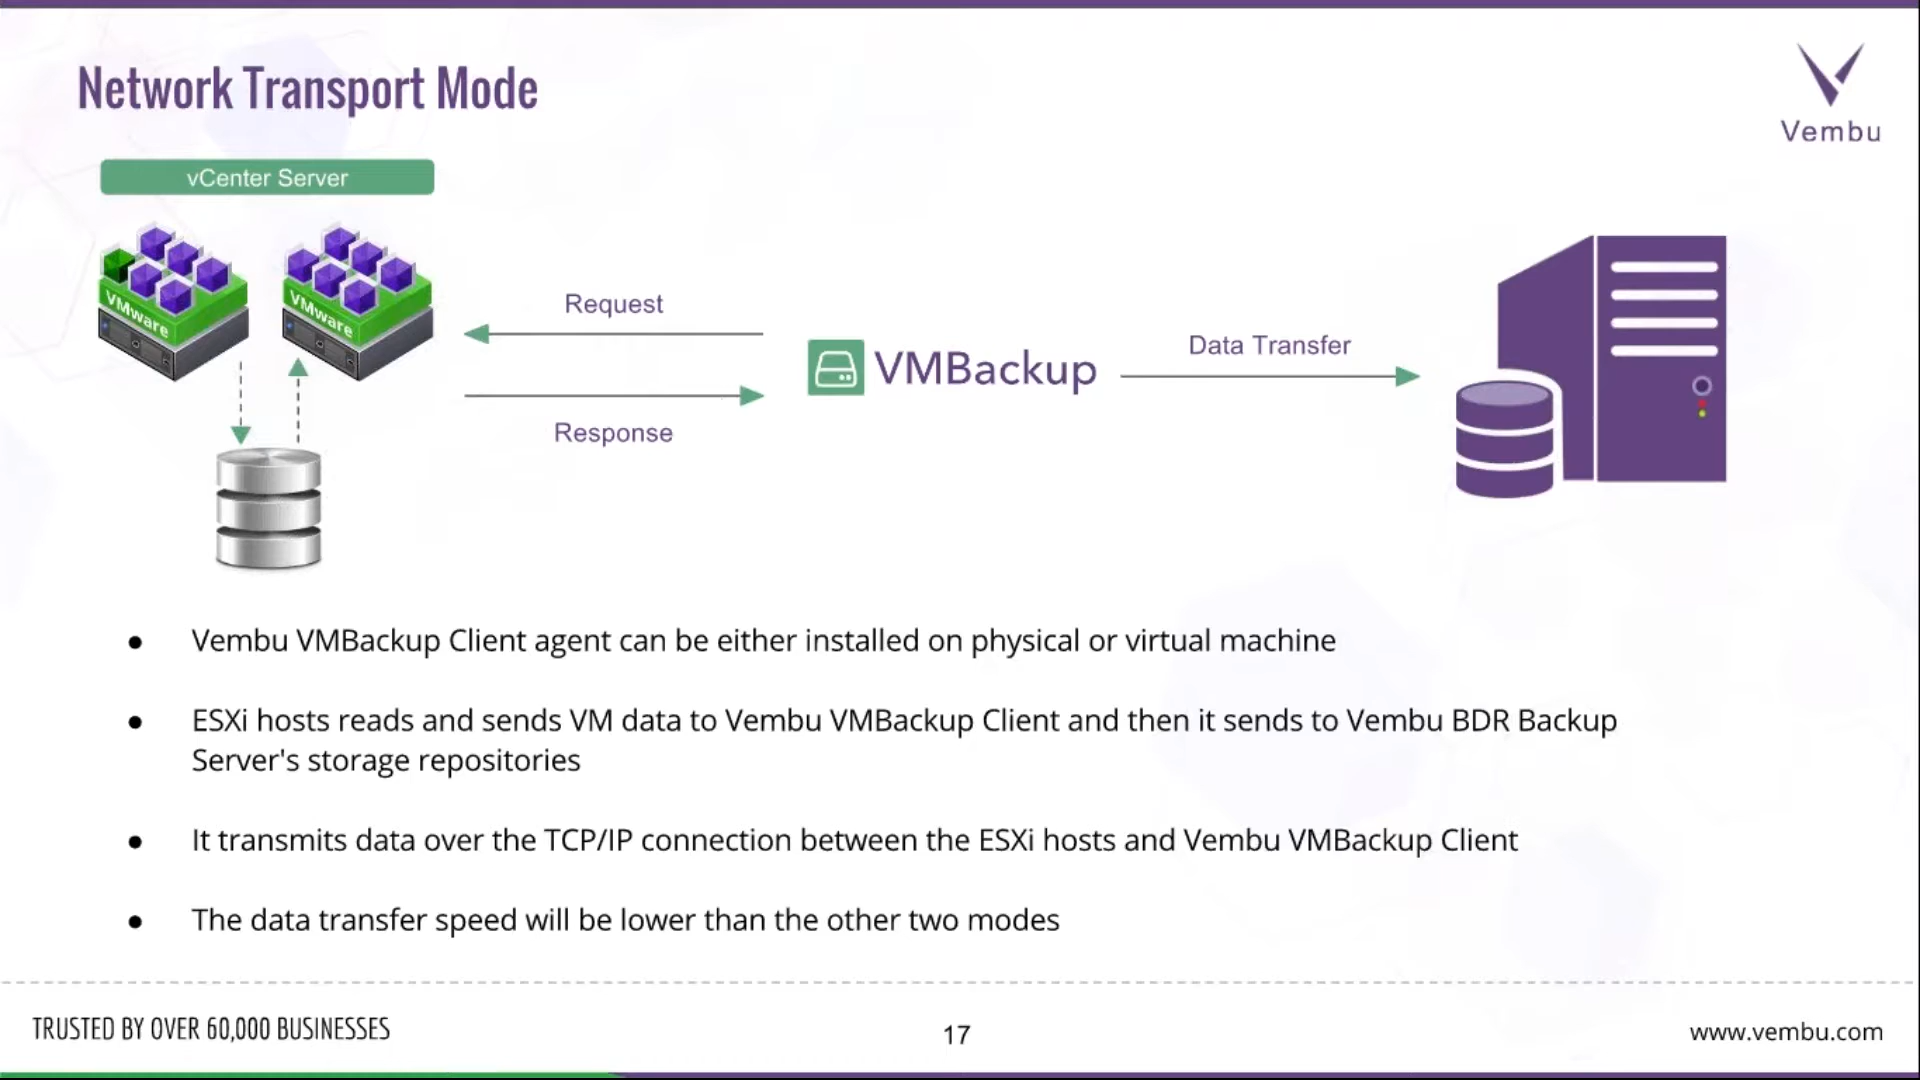 Network Transport Mode
Vembu
vCenter Server
VMware
VMware
Request
Response
VMBackup
Data Transfer
● Vembu VMBackup Client agent can be either installed on physical or virtual machine
● ESXi hosts reads and sends VM data to Vembu VMBackup Client and then it sends to Vembu BDR Backup
Server's storage repositories
● It transmits data over the TCP/IP connection between the ESXi hosts and Vembu VMBackup Client
● The data transfer speed will be lower than the other two modes
TRUSTED BY OVER 60,000 BUSINESSES
17
www.vembu.com